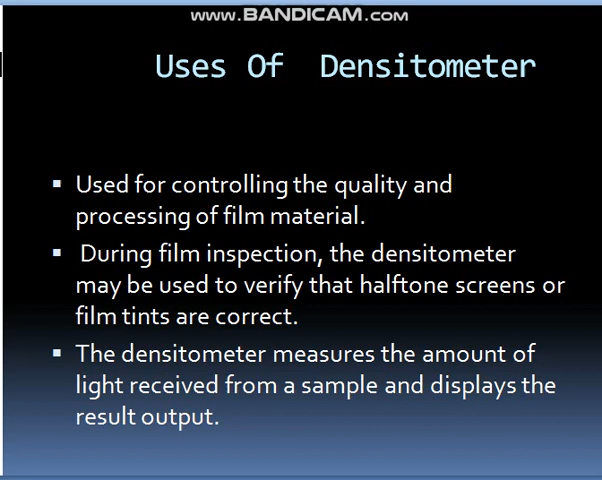 www.BANDICAM.com
Uses Of Densitometer
Used for controlling the quality and
processing of film material.
During film inspection, the densitometer
may be used to verify that halftone screens or
film tints are correct.
The densitometer measures the amount of
light received from a sample and displays the
result output.